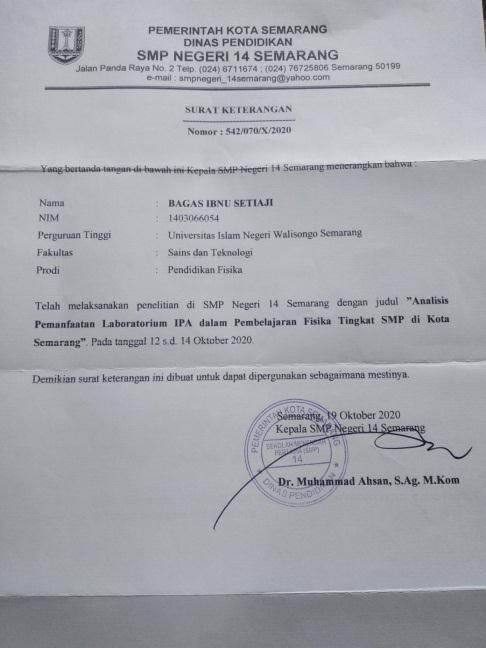 PEMERINTAH KOTA SEMARANG
DINAS PENDIDIKAN
SMP NEGERI 14 SEMARANG
Jalan Panda Raya No. 2 Telp. (024) 6711674 ; (024) 76725806 Semarang 50199
e-mail : smpnegeri_14semarang@yahoo.com
SURAT KETERANGAN
Nomor : 542/070/X/2020
Yang bertanda tangan di bawah ini Kepala SMP Negeri 14 Semarang menerangkan bahwa :
Nama : BAGAS IBNU SETIAJI
NIM : 1403066054
Perguruan Tinggi : Universitas Islam Negeri Walisongo Semarang
Fakultas : Sains dan Teknologi
Prodi : Pendidikan Fisika
Telah melaksanakan penelitian di SMP Negeri 14 Semarang dengan judul "Analisis
Pemanfaatan Laboratorium IPA dalam Pembelajaran Fisika Tingkat SMP di Kota
Semarang". Pada tanggal 12 s.d. 14 Oktober 2020.
Demikian surat keterangan ini dibuat untuk dapat dipergunakan sebagaimana mestinya.
Semarang, 19 Oktober 2020
Kepala SMP Negeri 14 Semarang
PEMERINTAH KOTA SEMARANG
SEKOLAH MENENGAH
PERTAMA (SMP)
14
DINAS PENDIDIKAN
Dr. Muhammad Ahsan, S.Ag. M.Kom